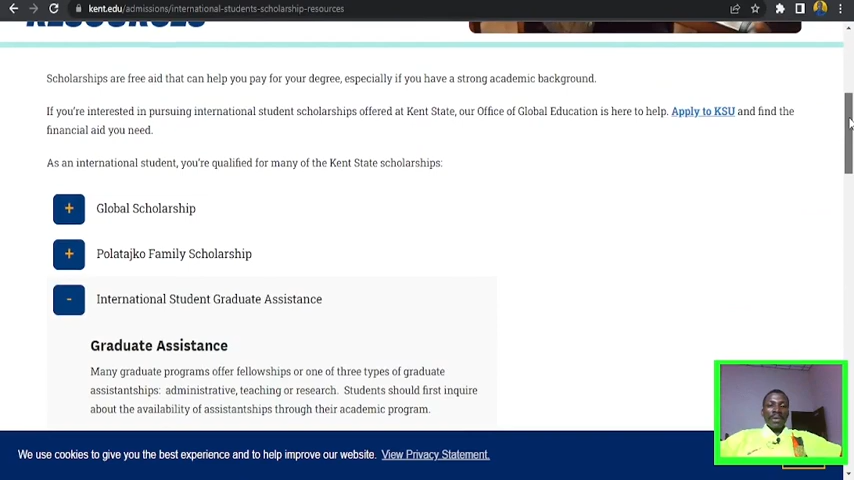 kent.edu/admissions/international-students-scholarship-resources
RESOURCES
Scholarships are free aid that can help you pay for your degree, especially if you have a strong academic background.
If you're interested in pursuing international student scholarships offered at Kent State, our Office of Global Education is here to help. Apply to KSU and find the
financial aid you need.
As an international student, you're qualified for many of the Kent State scholarships:
+ Global Scholarship
+ Polatajko Family Scholarship
- International Student Graduate Assistance
Graduate Assistance
Many graduate programs offer fellowships or one of three types of graduate
assistantships: administrative, teaching or research. Students should first inquire
about the availability of assistantships through their academic program.
We use cookies to give you the best experience and to help improve our website. View Privacy Statement.